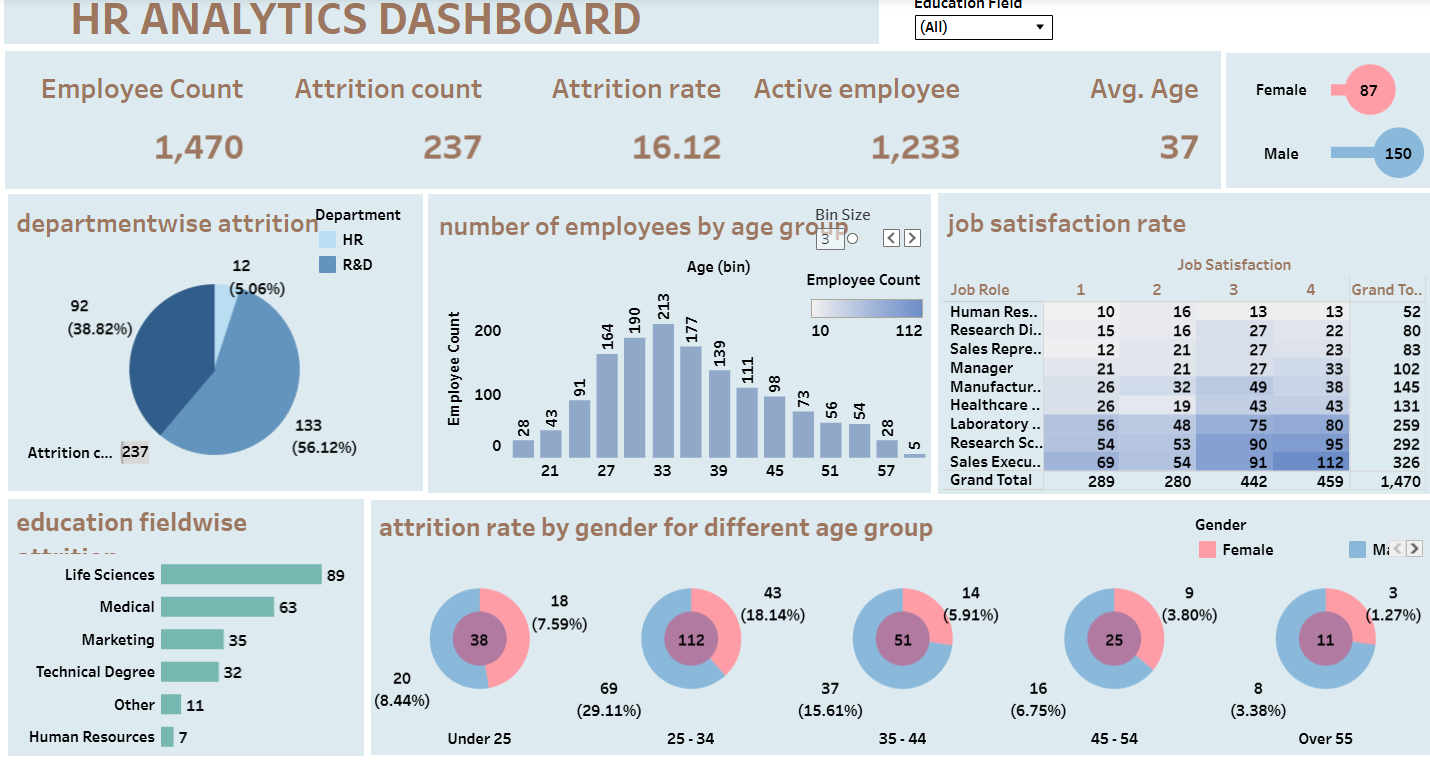 HR ANALYTICS DASHBOARD
Education Field
(All)
Employee Count
1,470
Attrition count
237
Attrition rate
16.12
Active employee
1,233
Avg. Age
37
Female 87
Male 150
departmentwise attrition
Department
HR
R&D
12
(5.06%)
92
(38.82%)
133
(56.12%)
Attrition c... 237
number of employees by age group
Bin Size
3
Age (bin)
Employee Count
10 112
Employee Count
200
100
0
28 43 91 164 190 213 177 139 111 98 73 56 54 28 5
21 27 33 39 45 51 57
job satisfaction rate
Job Satisfaction
Job Role 1 2 3 4 Grand To..
Human Res.. 10 16 13 13 52
Research Di.. 15 16 27 22 80
Sales Repre.. 12 21 27 23 83
Manager 21 21 27 33 102
Manufactur.. 26 32 49 38 145
Healthcare .. 26 19 43 43 131
Laboratory .. 56 48 75 80 259
Research Sc.. 54 53 90 95 292
Sales Execu.. 69 54 91 112 326
Grand Total 289 280 442 459 1,470
education fieldwise
attrition
Life Sciences 89
Medical 63
Marketing 35
Technical Degree 32
Other 11
Human Resources 7
attrition rate by gender for different age group
Gender
Female
Ma
18
(7.59%)
38
20
(8.44%)
Under 25
43
(18.14%)
112
69
(29.11%)
25 - 34
14
(5.91%)
51
37
(15.61%)
35 - 44
9
(3.80%)
25
16
(6.75%)
45 - 54
3
(1.27%)
11
8
(3.38%)
Over 55